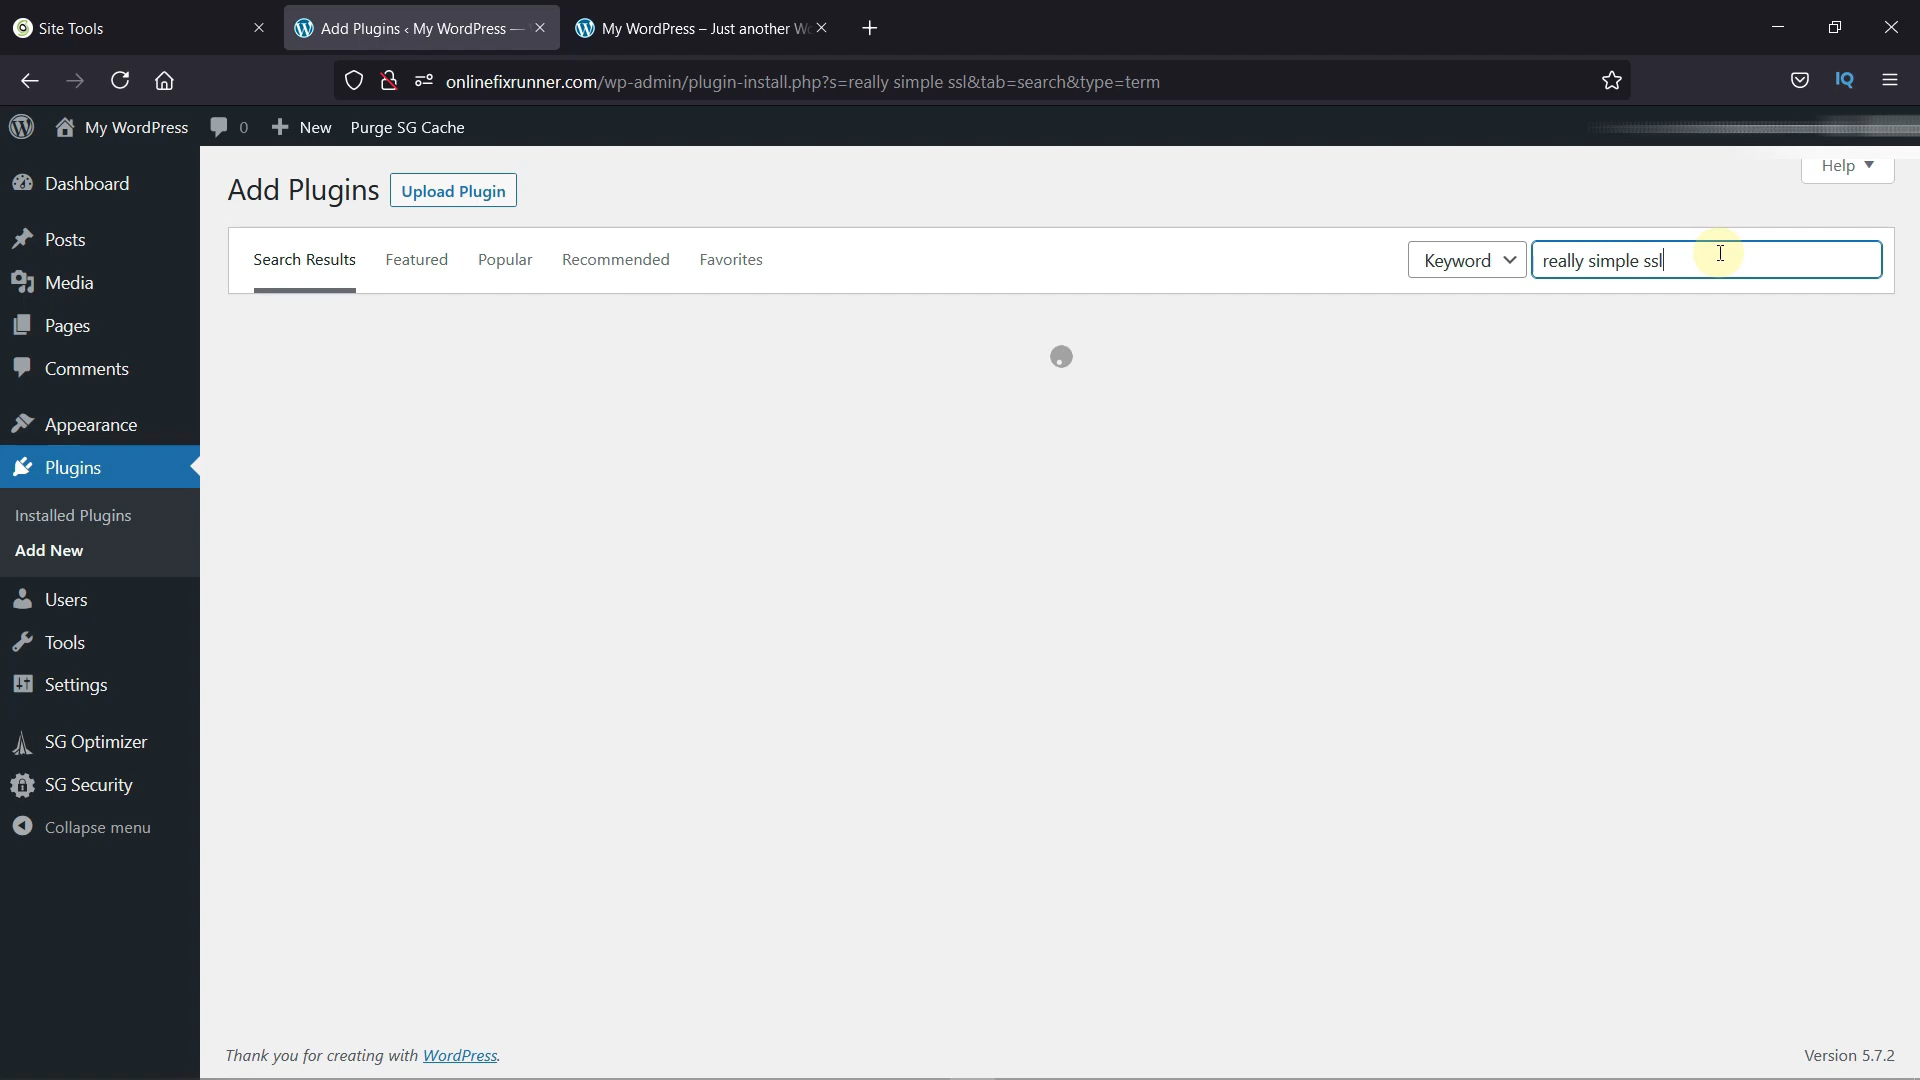 Site Tools
Add Plugins ‹ My WordPress —
My WordPress – Just another Wo
onlinefixrunner.com/wp-admin/plugin-install.php?s=really simple ssl&tab=search&type=term
IQ
My WordPress
0
New
Purge SG Cache
Help
Dashboard
Posts
Media
Pages
Comments
Appearance
Plugins
Installed Plugins
Add New
Users
Tools
Settings
SG Optimizer
SG Security
Collapse menu
Add Plugins
Upload Plugin
Search Results
Featured
Popular
Recommended
Favorites
Keyword
really simple ssl
Thank you for creating with WordPress.
Version 5.7.2